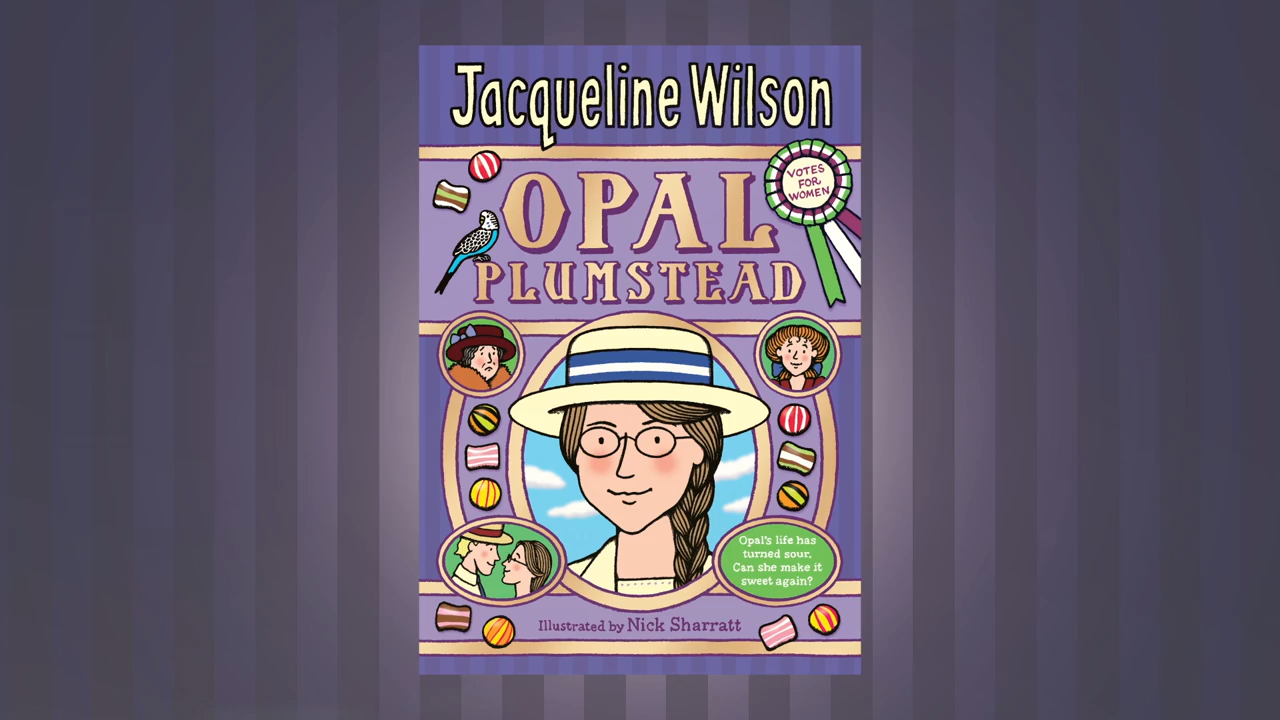 Jacqueline Wilson
VOTES
FOR
WOMEN
OPAL
PLUMSTEAD
Opal's life has
turned sour.
Can she make it
sweet again?
Illustrated by Nick Sharratt